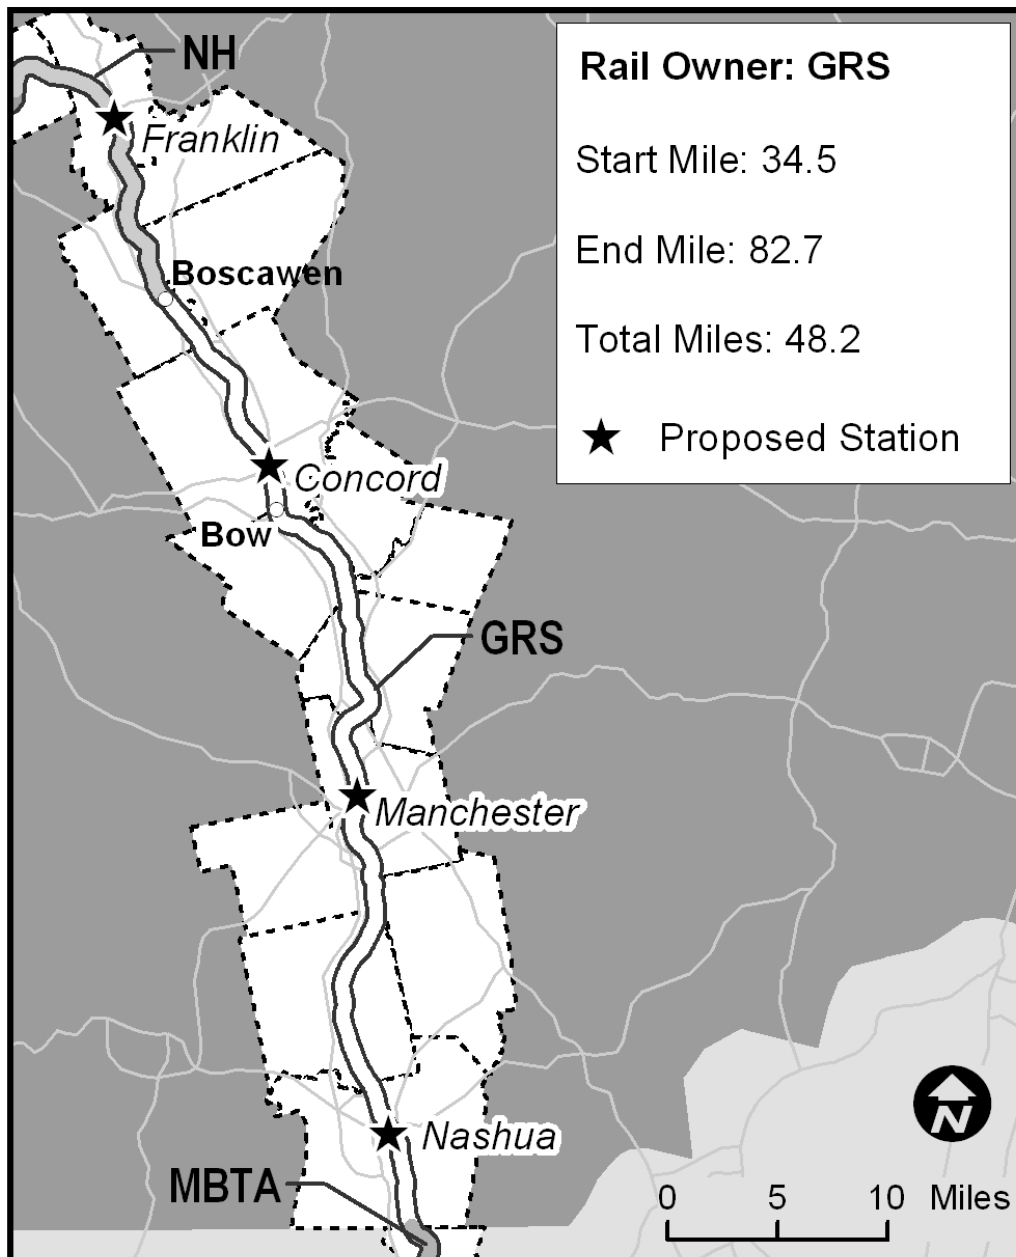 NH
Rail Owner: GRS
Franklin
Start Mile: 34.5
End Mile: 82.7
Boscawen
Total Miles: 48.2
Proposed Station
Concord
Bow
GRS
Manchester
N
Nashua
MBTA
0 5 10 Miles